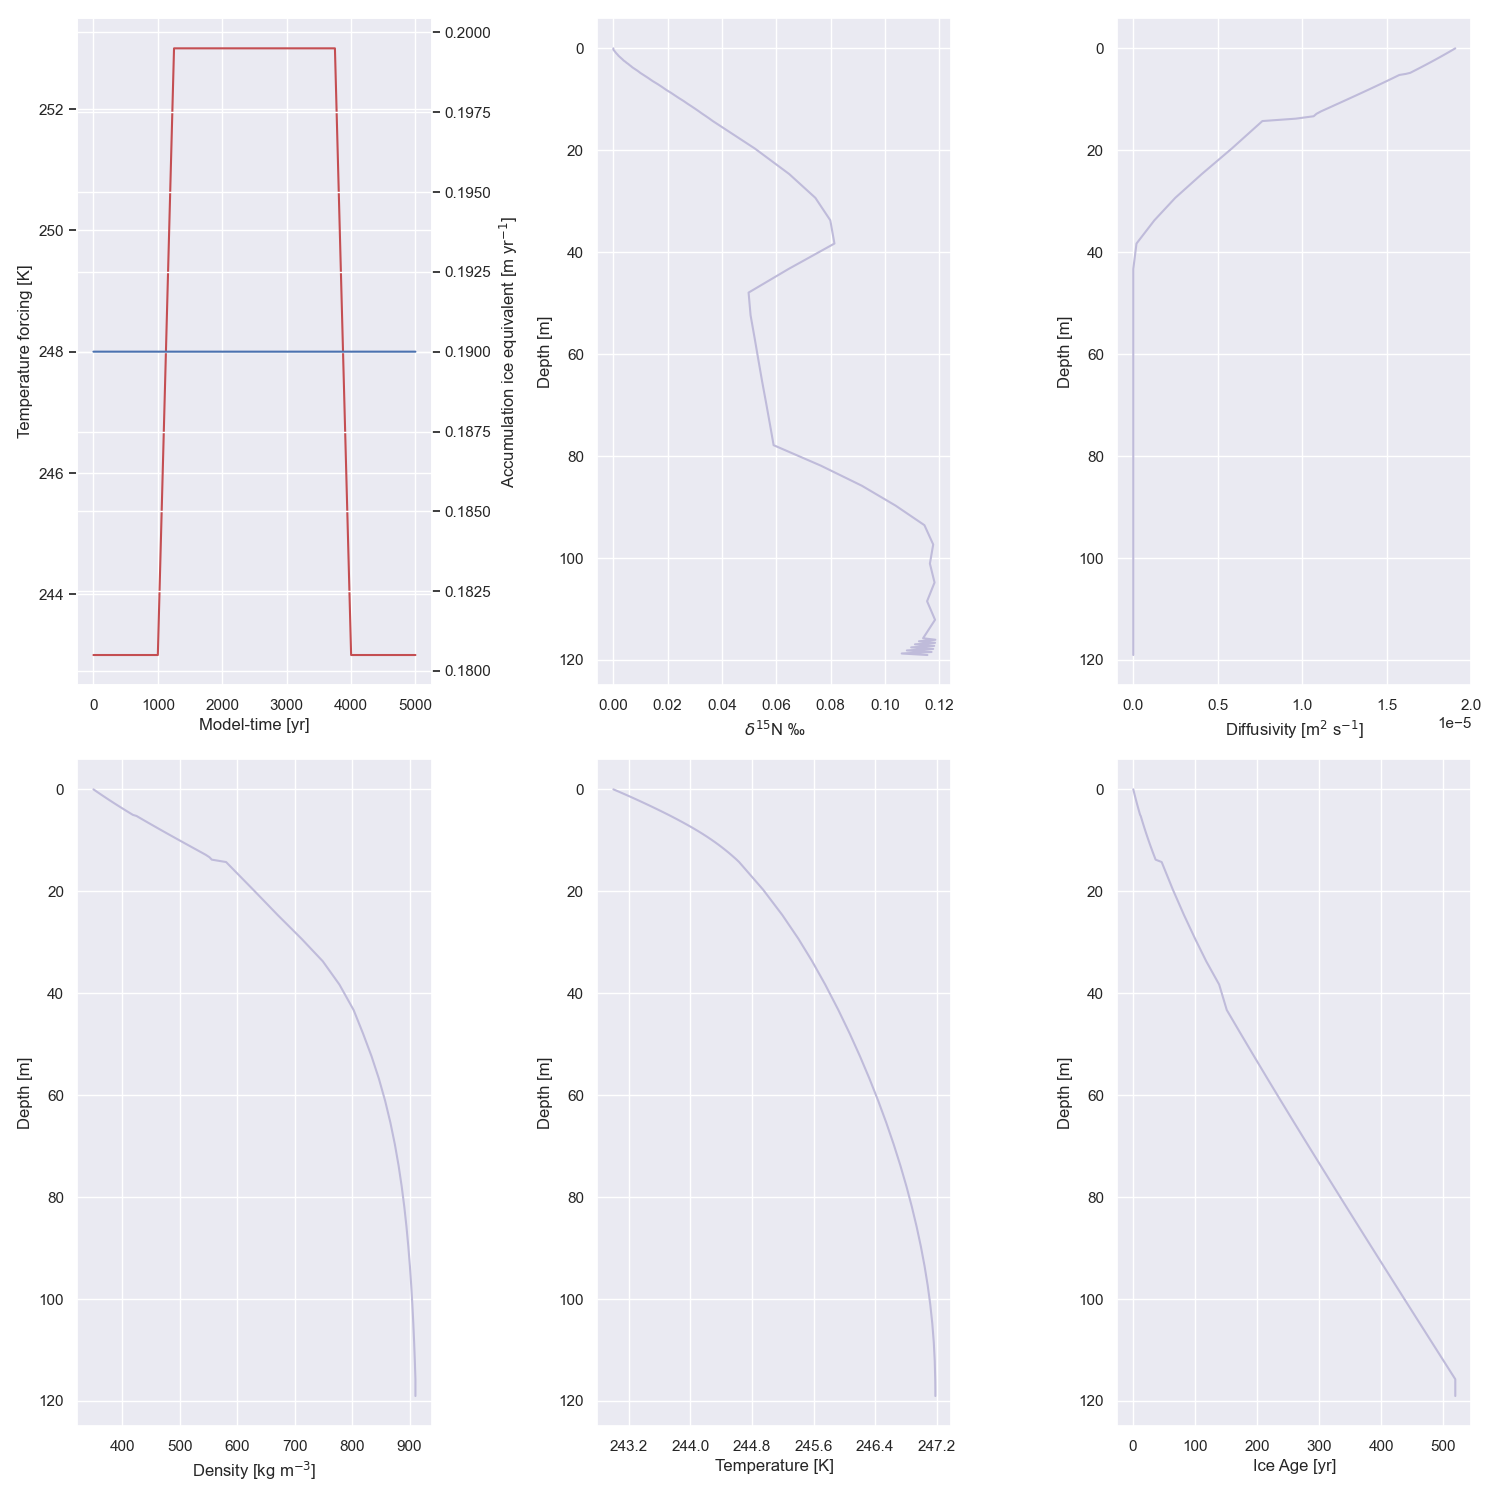 0.2000
0.1975
0.1950
0.1925
0.1900
0.1875
0.1850
0.1825
0.1800
252
250
248
246
244
Temperature forcing [K]
Accumulation ice equivalent [m yr⁻¹]
0 1000 2000 3000 4000 5000
Model-time [yr]
0
20
40
60
80
100
120
Depth [m]
0.00 0.02 0.04 0.06 0.08 0.10 0.12
δ¹⁵N ‰
0
20
40
60
80
100
120
Depth [m]
0.0 0.5 1.0 1.5 2.0
1e−5
Diffusivity [m² s⁻¹]
0
20
40
60
80
100
120
Depth [m]
400 500 600 700 800 900
Density [kg m⁻³]
0
20
40
60
80
100
120
Depth [m]
243.2 244.0 244.8 245.6 246.4 247.2
Temperature [K]
0
20
40
60
80
100
120
Depth [m]
0 100 200 300 400 500
Ice Age [yr]